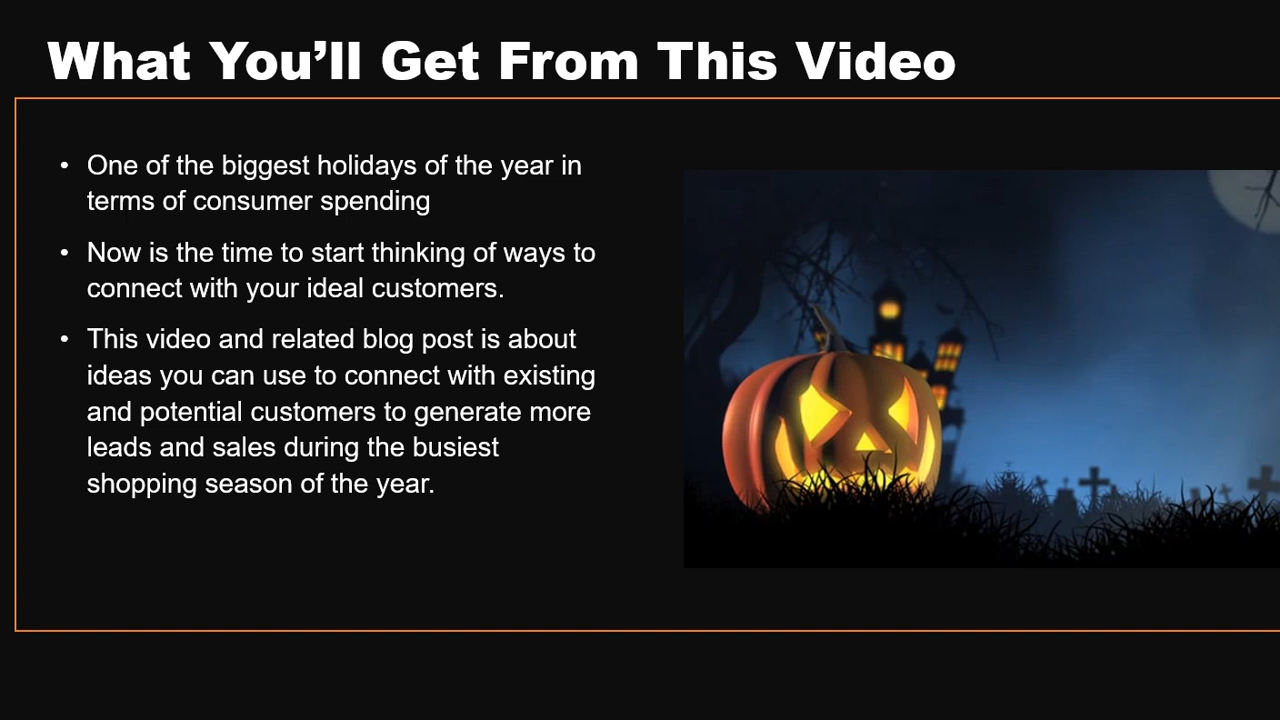 What You’ll Get From This Video
• One of the biggest holidays of the year in
terms of consumer spending
• Now is the time to start thinking of ways to
connect with your ideal customers.
• This video and related blog post is about
ideas you can use to connect with existing
and potential customers to generate more
leads and sales during the busiest
shopping season of the year.